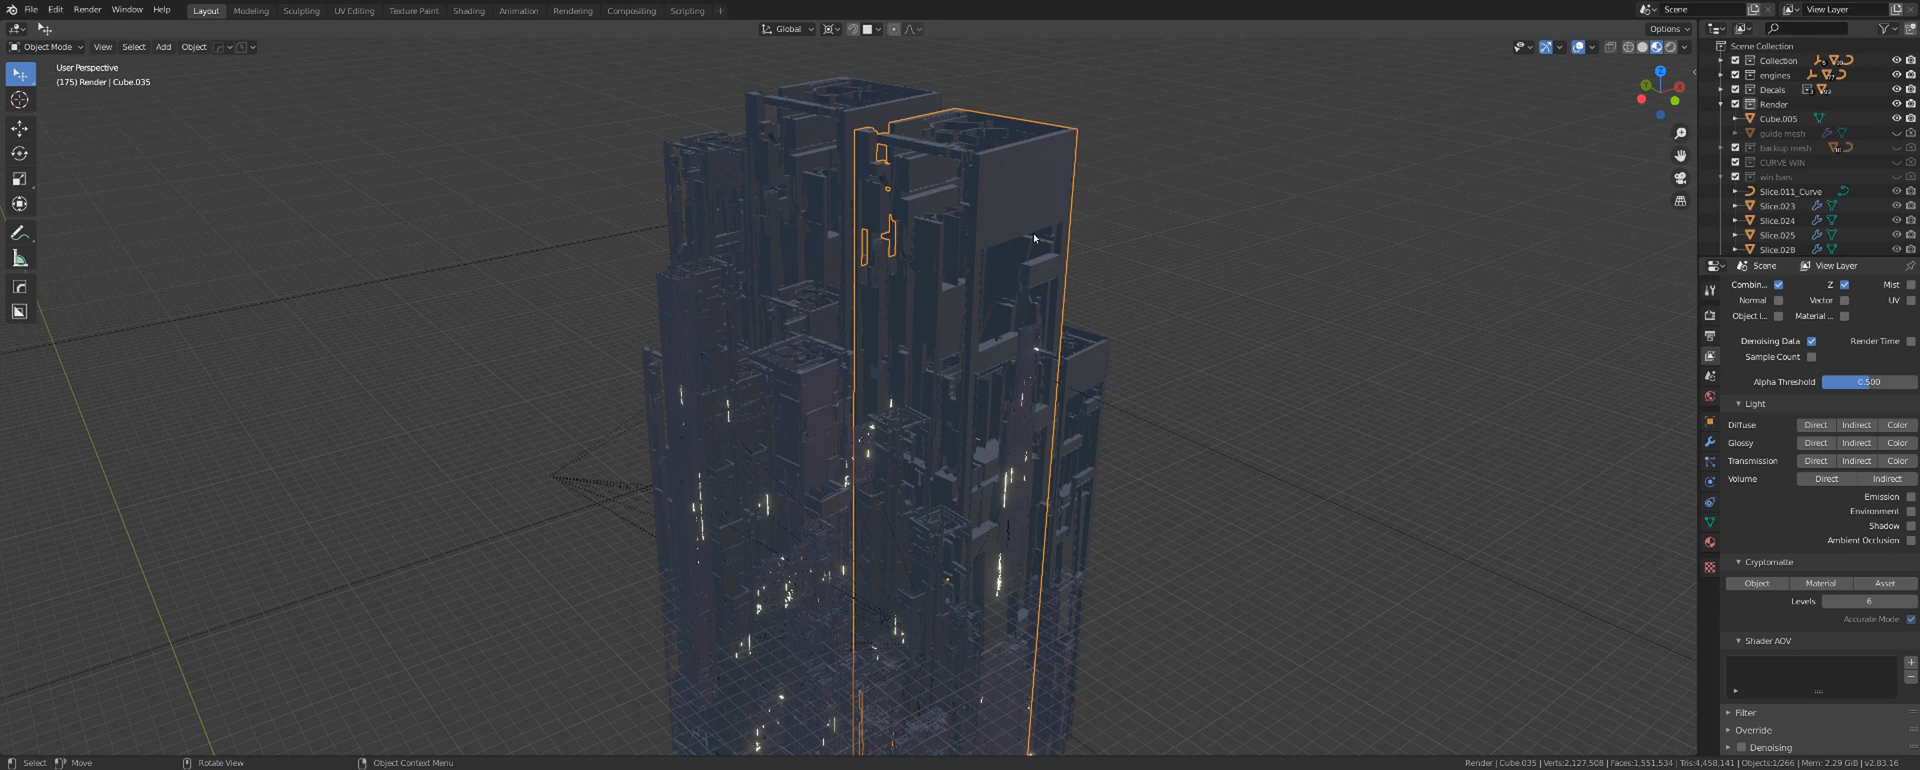 File Edit Render Window Help Layout Modeling Sculpting UV Editing Texture Paint Shading Animation Rendering Compositing Scripting + Scene View Layer
Global Options
Object Mode View Select Add Object
User Perspective
(175) Render | Cube.035
Scene Collection
Collection
engines
Decals
Render
Cube.005
guide mesh
backup mesh
CURVE WIN
win bars
Slice.011_Curve
Slice.023
Slice.024
Slice.025
Slice.028
Scene View Layer
Combin... Z Mist
Normal Vector UV
Object I... Material ...
Denoising Data Render Time
Sample Count
Alpha Threshold 0.500
Light
Diffuse Direct Indirect Color
Glossy Direct Indirect Color
Transmission Direct Indirect Color
Volume Direct Indirect
Emission
Environment
Shadow
Ambient Occlusion
Cryptomatte
Object Material Asset
Levels 6
Accurate Mode
Shader AOV
Filter
Override
Denoising
Select Move Rotate View Object Context Menu Render | Cube.035 | Verts:2,127,508 | Faces:1,551,534 | Tris:4,458,141 | Objects:1/266 | Mem: 2.29 GiB | v2.83.16